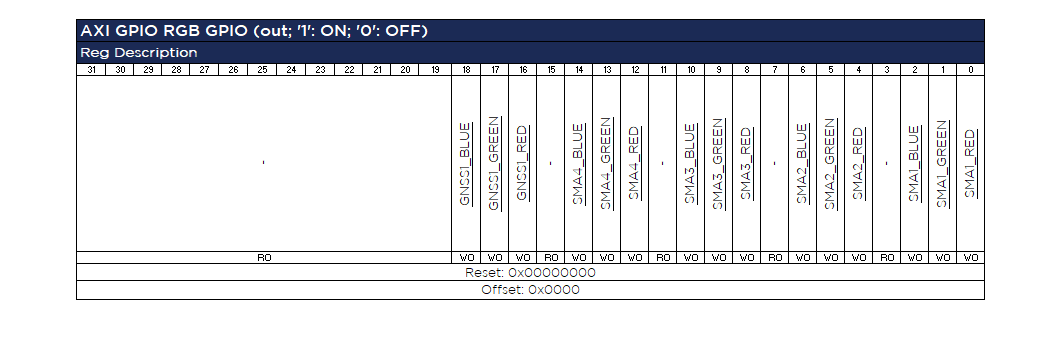 AXI GPIO RGB GPIO (out; '1': ON; '0': OFF)
Reg Description
31 30 29 28 27 26 25 24 23 22 21 20 19 18 17 16 15 14 13 12 11 10 9 8 7 6 5 4 3 2 1 0
- GNSS1_BLUE GNSS1_GREEN GNSS1_RED - SMA4_BLUE SMA4_GREEN SMA4_RED - SMA3_BLUE SMA3_GREEN SMA3_RED - SMA2_BLUE SMA2_GREEN SMA2_RED - SMA1_BLUE SMA1_GREEN SMA1_RED
RO WO WO WO RO WO WO WO RO WO WO WO RO WO WO WO RO WO WO WO
Reset: 0x00000000
Offset: 0x0000